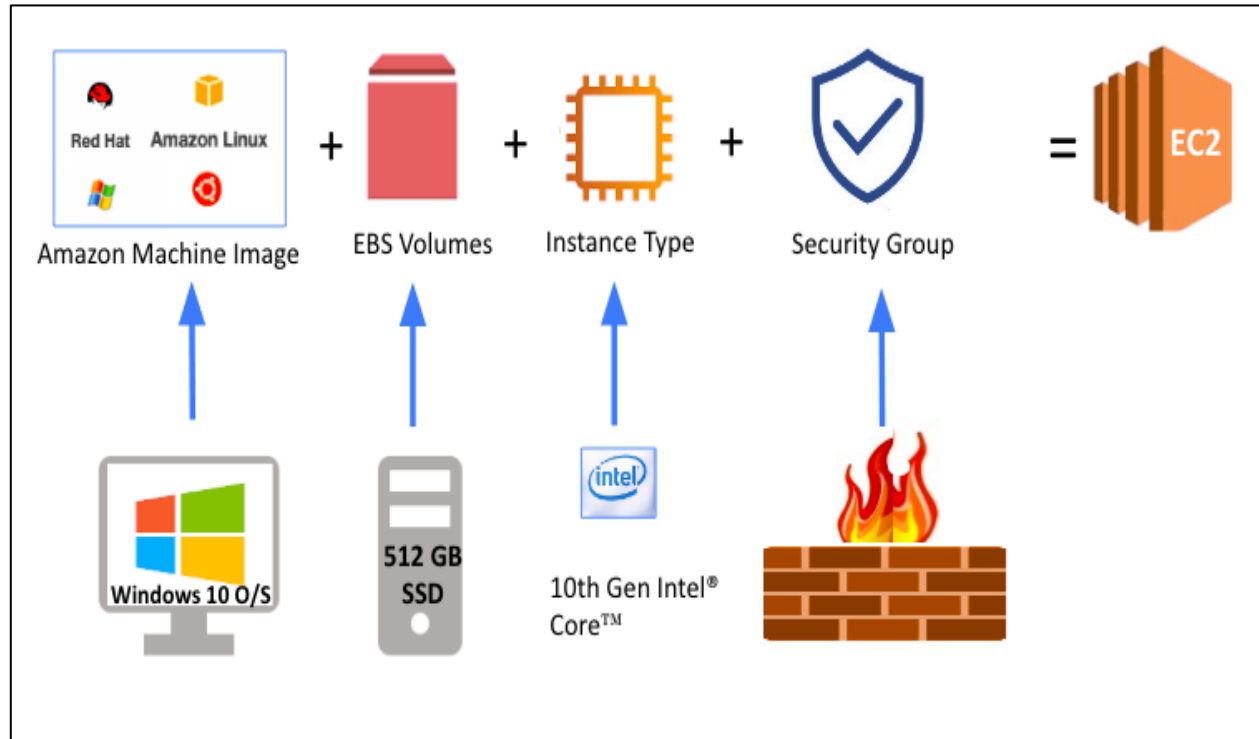 Red Hat
Amazon Linux
+
+
+
=
EC2
Amazon Machine Image
EBS Volumes
Instance Type
Security Group
Windows 10 O/S
512 GB
SSD
intel
10th Gen Intel®
Core™